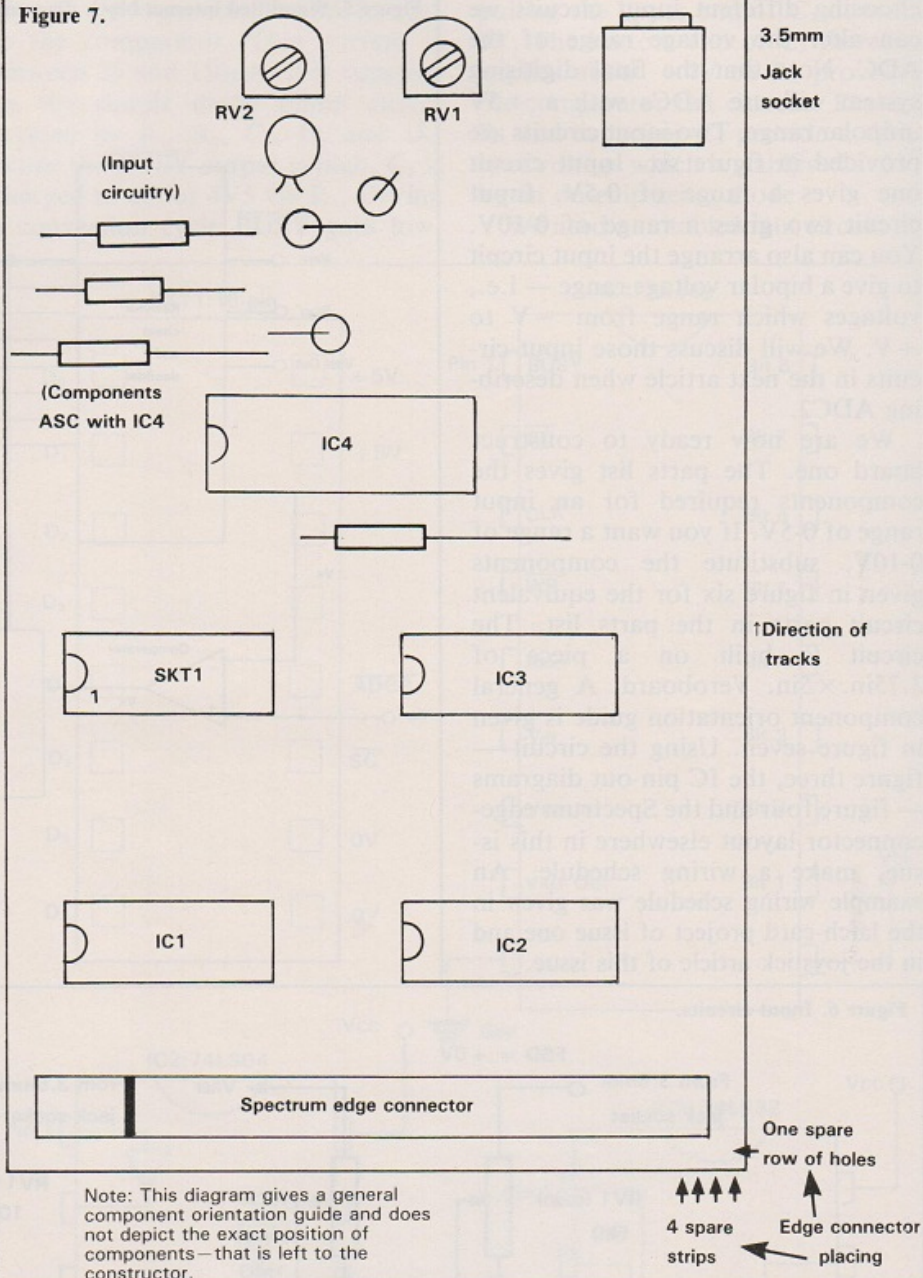 Figure 7.
3.5mm
Jack
socket
RV2
RV1
(Input
circuitry)
(Components
ASC with IC4
IC4
↑Direction of
tracks
SKT1
1
IC3
IC1
IC2
Spectrum edge connector
One spare
row of holes
4 spare
strips
Edge connector
placing
Note: This diagram gives a general
component orientation guide and does
not depict the exact position of
components—that is left to the
constructor.